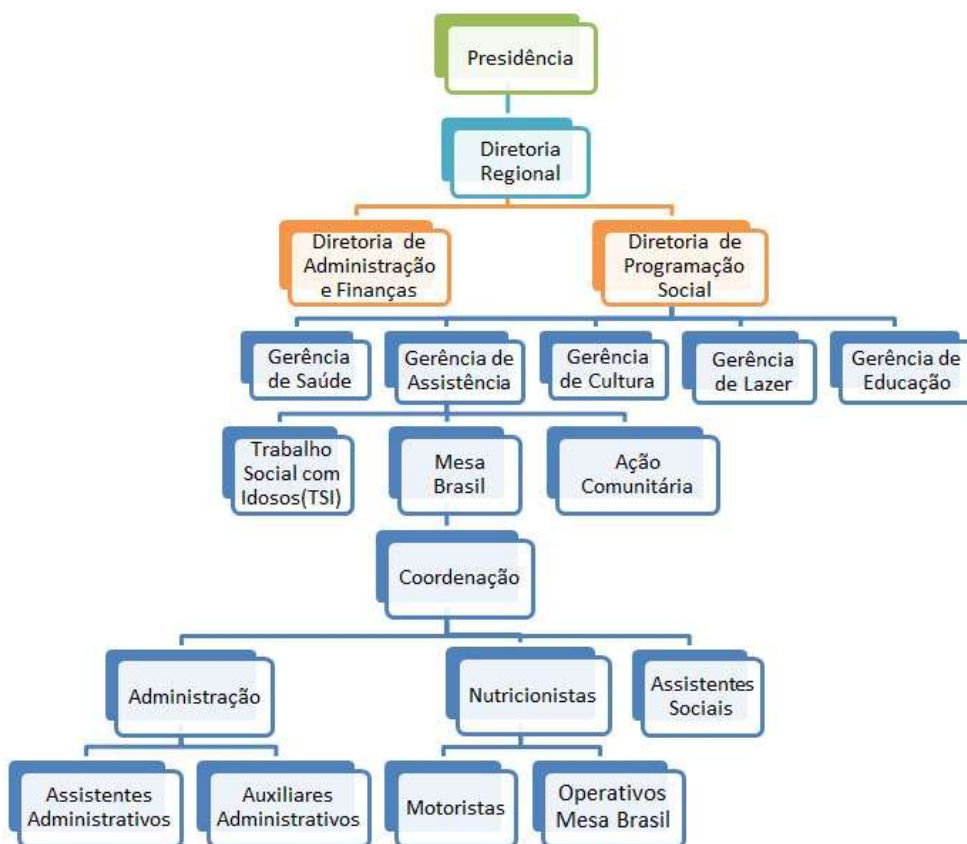 Presidência
Diretoria
Regional
Diretoria de
Administração
e Finanças
Diretoria de
Programação
Social
Gerência
de Saúde
Gerência de
Assistência
Gerência
de Cultura
Gerência
de Lazer
Gerência de
Educação
Trabalho
Social com
Idosos(TSI)
Mesa
Brasil
Ação
Comunitária
Coordenação
Administração
Nutricionistas
Assistentes
Sociais
Assistentes
Administrativos
Auxiliares
Administrativos
Motoristas
Operativos
Mesa Brasil